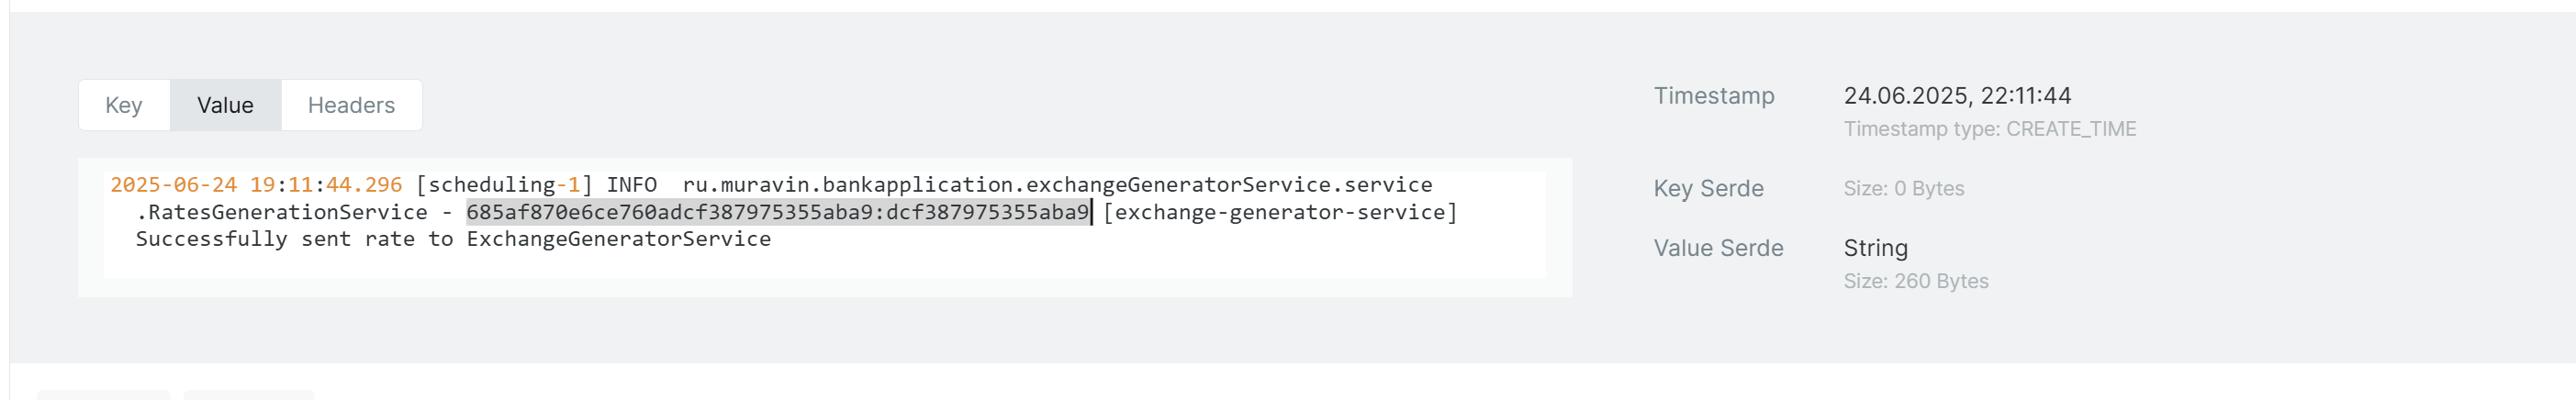 Key Value Headers
2025-06-24 19:11:44.296 [scheduling-1] INFO  ru.muravin.bankapplication.exchangeGeneratorService.service
.RatesGenerationService - 685af870e6ce760adcf387975355aba9:dcf387975355aba9 [exchange-generator-service]
Successfully sent rate to ExchangeGeneratorService
Timestamp 24.06.2025, 22:11:44
Timestamp type: CREATE_TIME
Key Serde Size: 0 Bytes
Value Serde String
Size: 260 Bytes